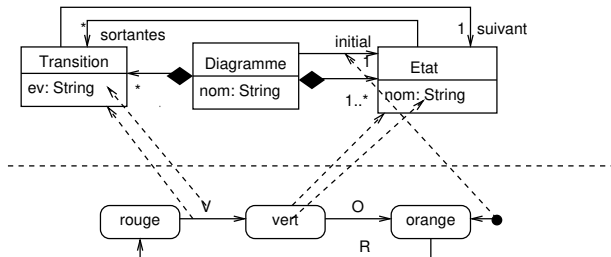 * sortantes 1 suivant
initial
Transition Diagramme 1 Etat
ev: String * nom: String 1..* nom: String
rouge V vert O orange
R